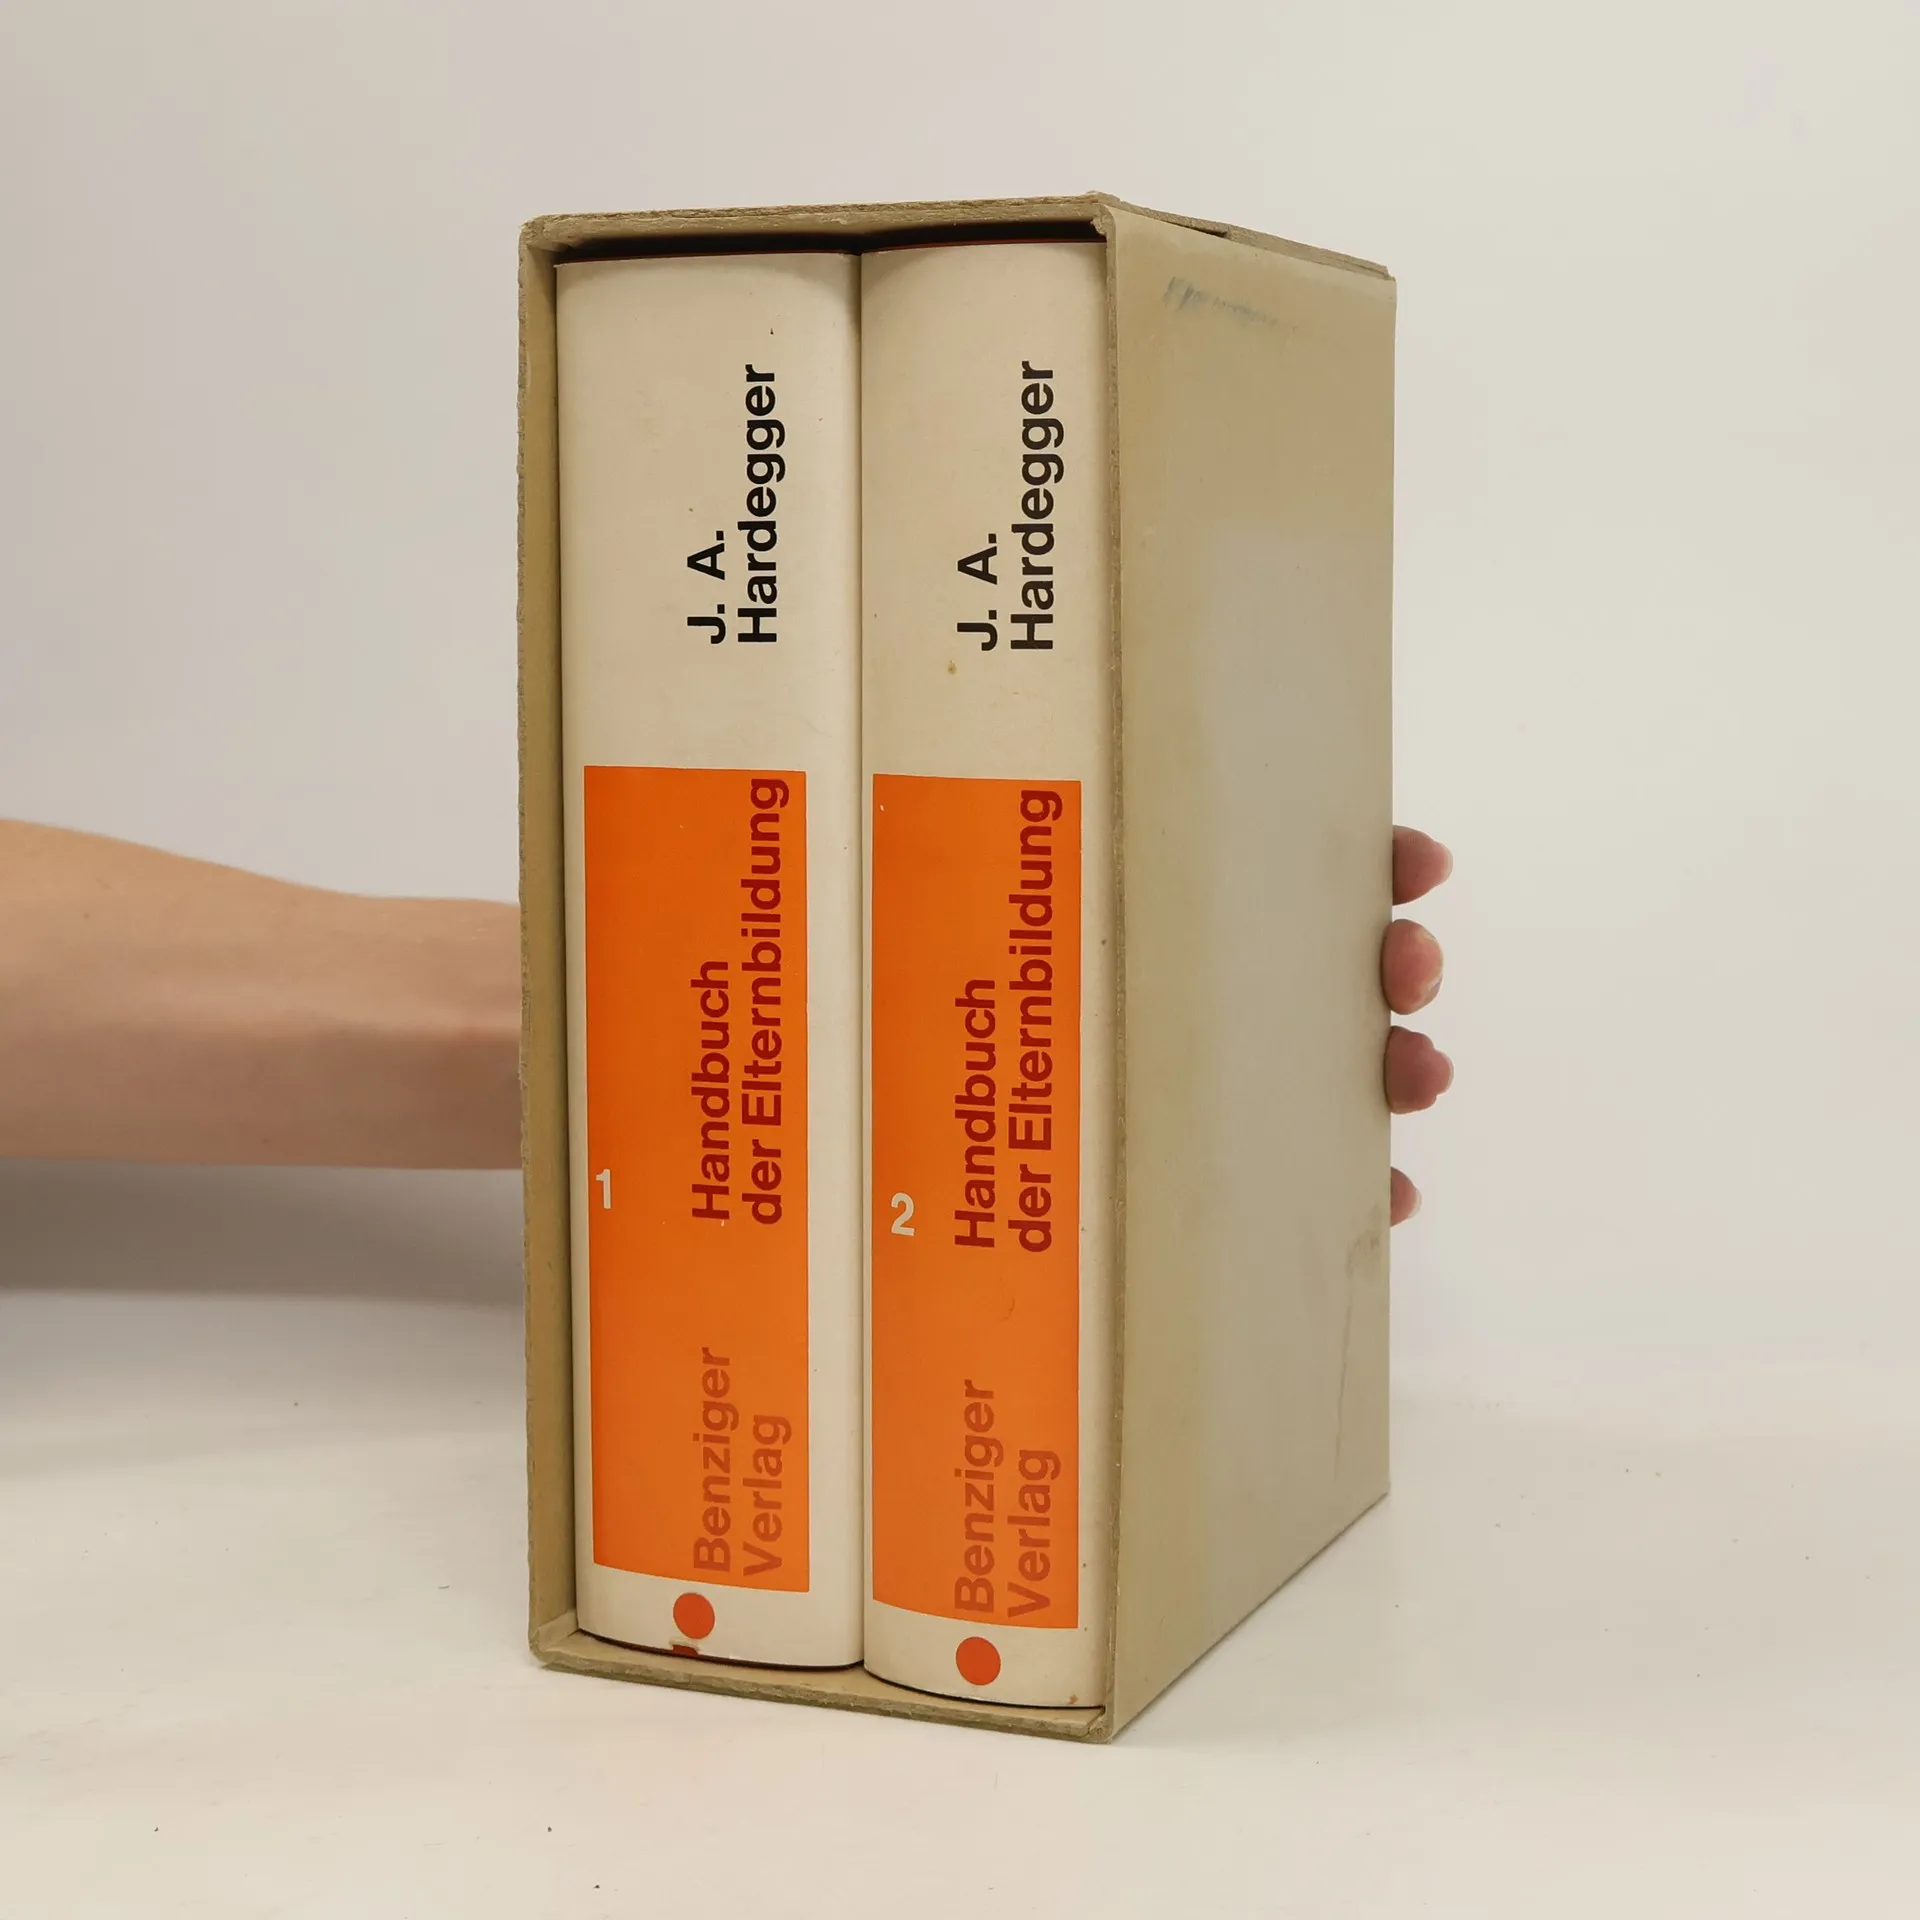 J. A.
Hardegger
Handbuch
der Elternbildung
1
Benziger
Verlag
J. A.
Hardegger
Handbuch
der Elternbildung
2
Benziger
Verlag